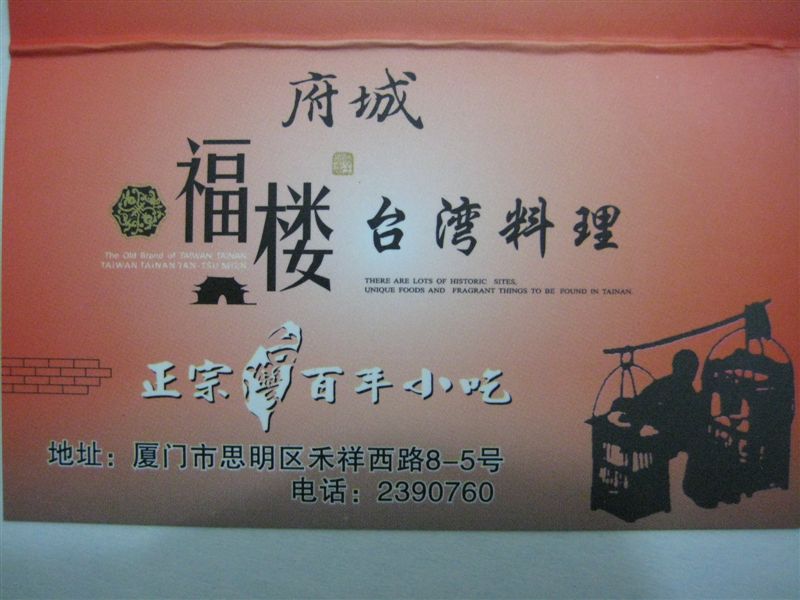 府城
福楼
台湾料理
The Old Brand of TAIWAN TAINAN
TAIWAN TAINAN TAN-TSU MIEN
THERE ARE LOTS OF HISTORIC SITES,
UNIQUE FOODS AND FRAGRANT THINGS TO BE FOUND IN TAINAN.
正宗台灣百年小吃
地址：厦门市思明区禾祥西路8-5号
电话：2390760